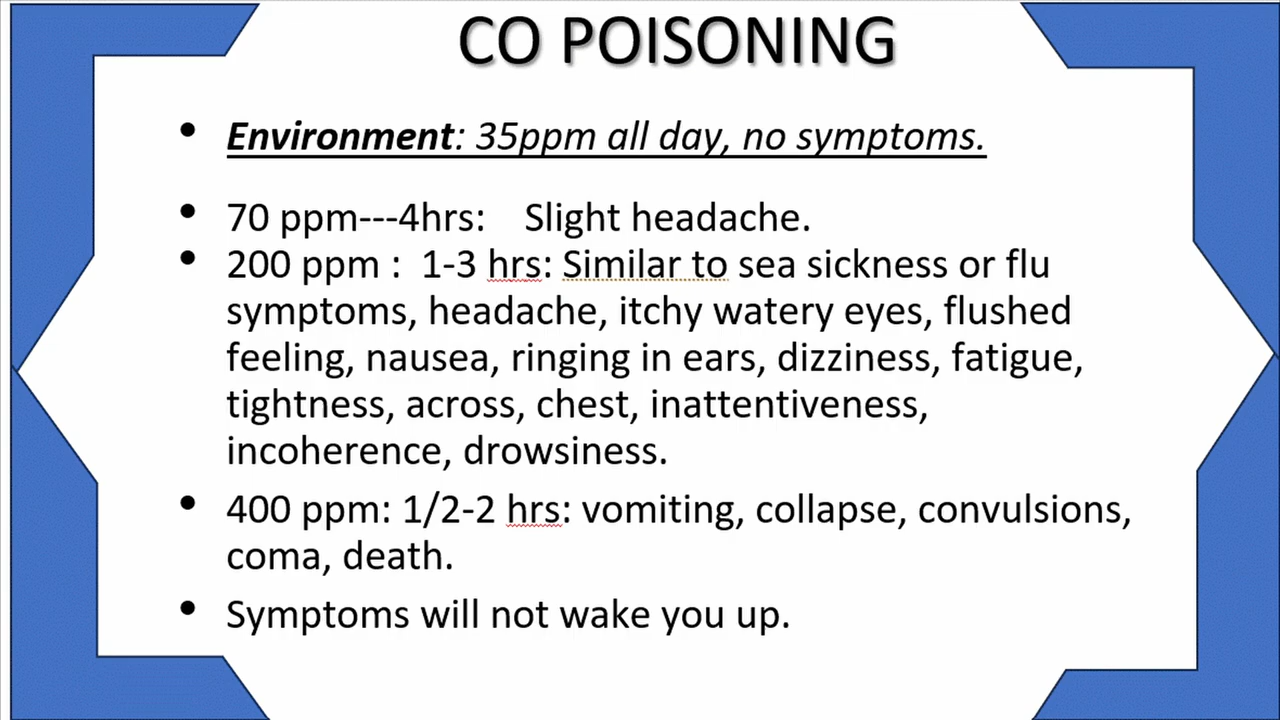 CO POISONING
• Environment: 35ppm all day, no symptoms.
• 70 ppm---4hrs: Slight headache.
• 200 ppm : 1-3 hrs: Similar to sea sickness or flu
symptoms, headache, itchy watery eyes, flushed
feeling, nausea, ringing in ears, dizziness, fatigue,
tightness, across, chest, inattentiveness,
incoherence, drowsiness.
• 400 ppm: 1/2-2 hrs: vomiting, collapse, convulsions,
coma, death.
• Symptoms will not wake you up.